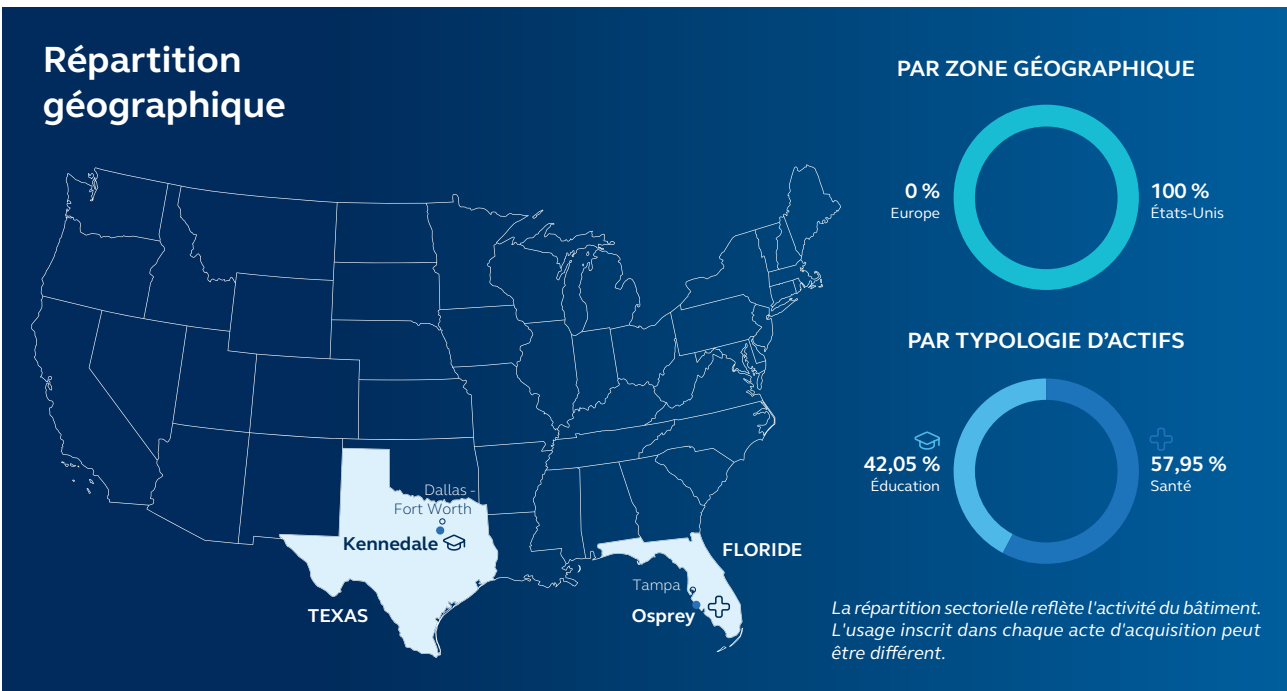 Répartition
géographique
PAR ZONE GÉOGRAPHIQUE
0 %
Europe
100 %
États-Unis
PAR TYPOLOGIE D'ACTIFS
42,05 %
Éducation
57,95 %
Santé
Dallas -
Fort Worth
Kennedale
TEXAS
FLORIDE
Tampa
Osprey
La répartition sectorielle reflète l'activité du bâtiment.
L'usage inscrit dans chaque acte d'acquisition peut
être différent.